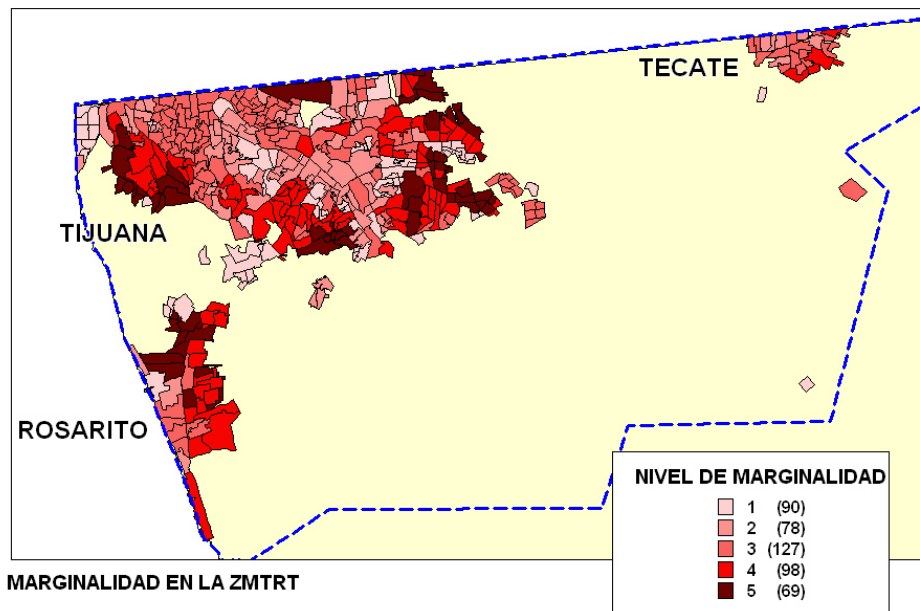 TECATE
TIJUANA
ROSARITO
NIVEL DE MARGINALIDAD
1 (90)
2 (78)
3 (127)
4 (98)
5 (69)
MARGINALIDAD EN LA ZMTRT